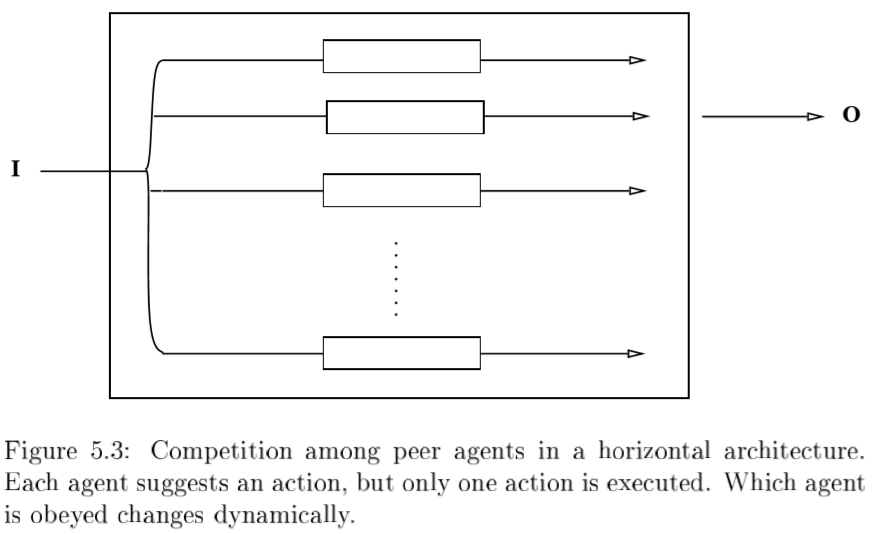 I
O
Figure 5.3: Competition among peer agents in a horizontal architecture.
Each agent suggests an action, but only one action is executed. Which agent
is obeyed changes dynamically.